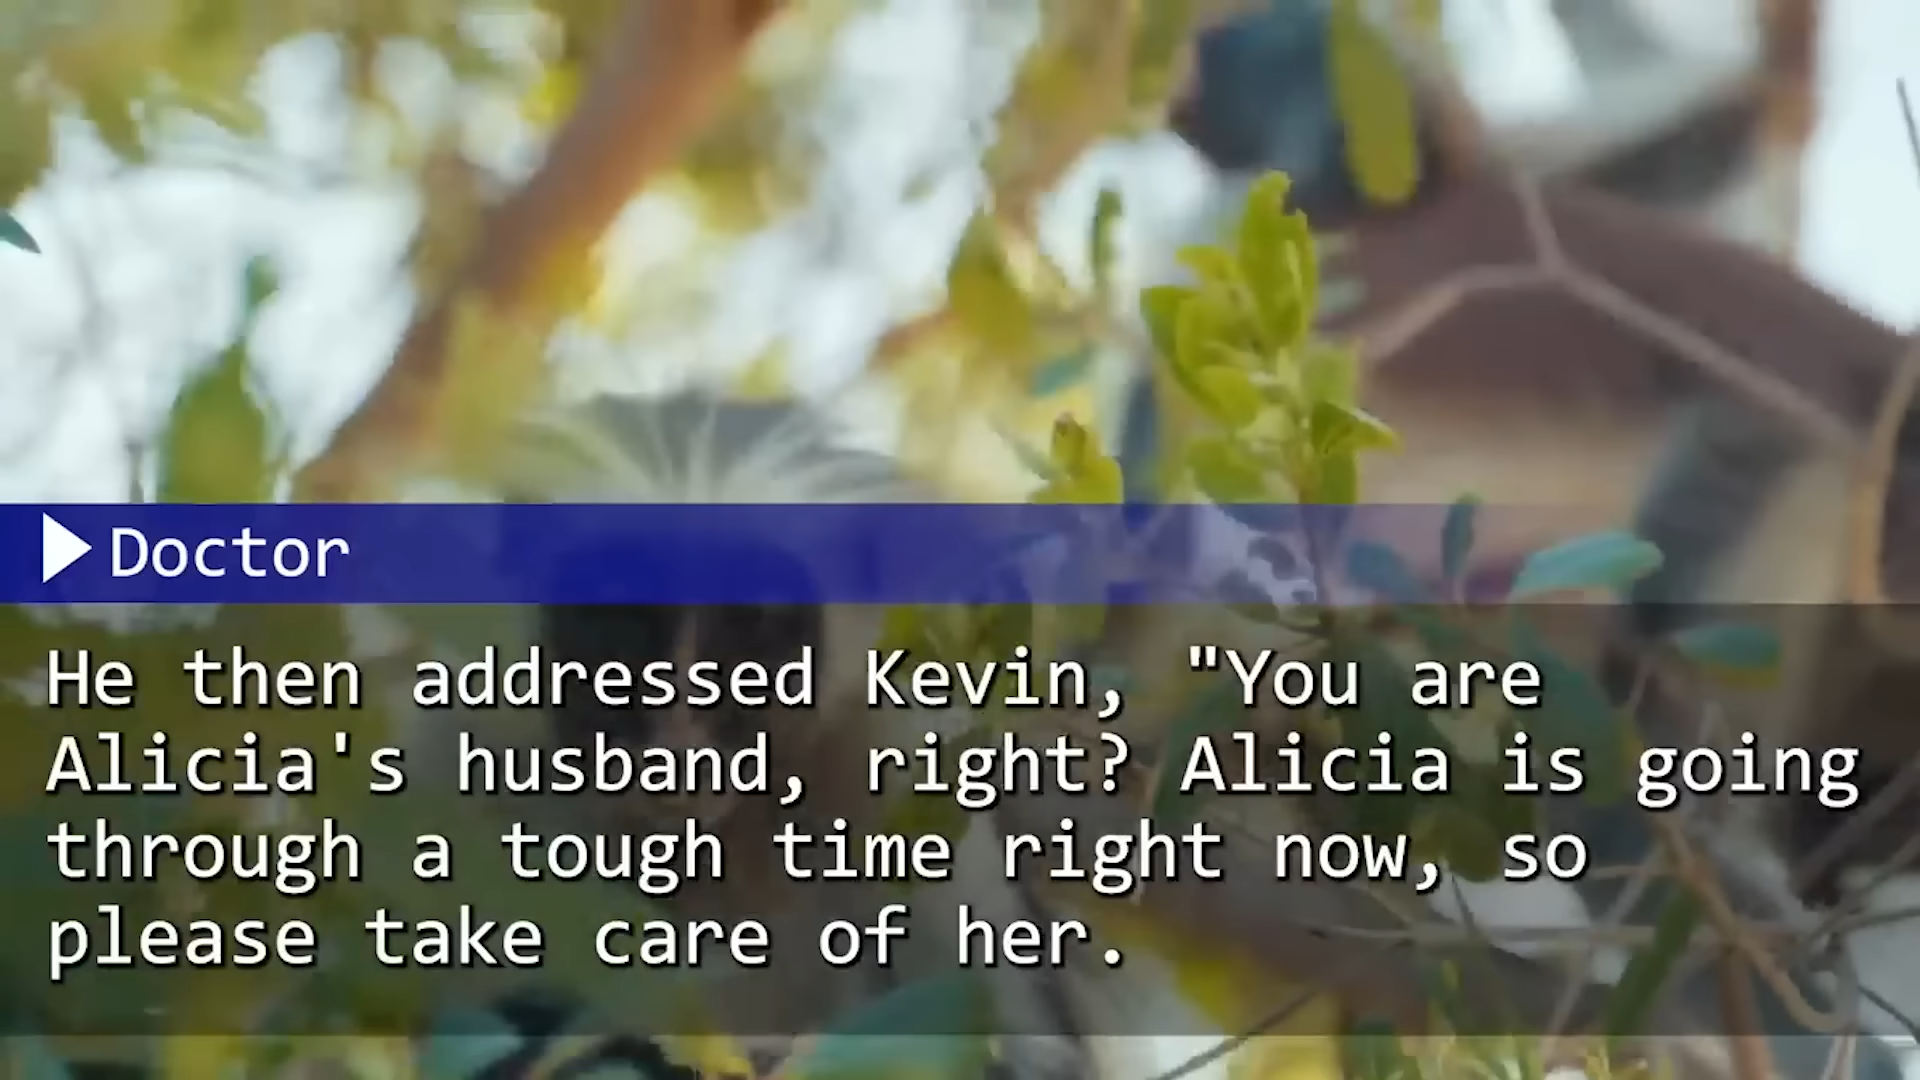 Doctor
He then addressed Kevin, "You are
Alicia's husband, right? Alicia is going
through a tough time right now, so
please take care of her.